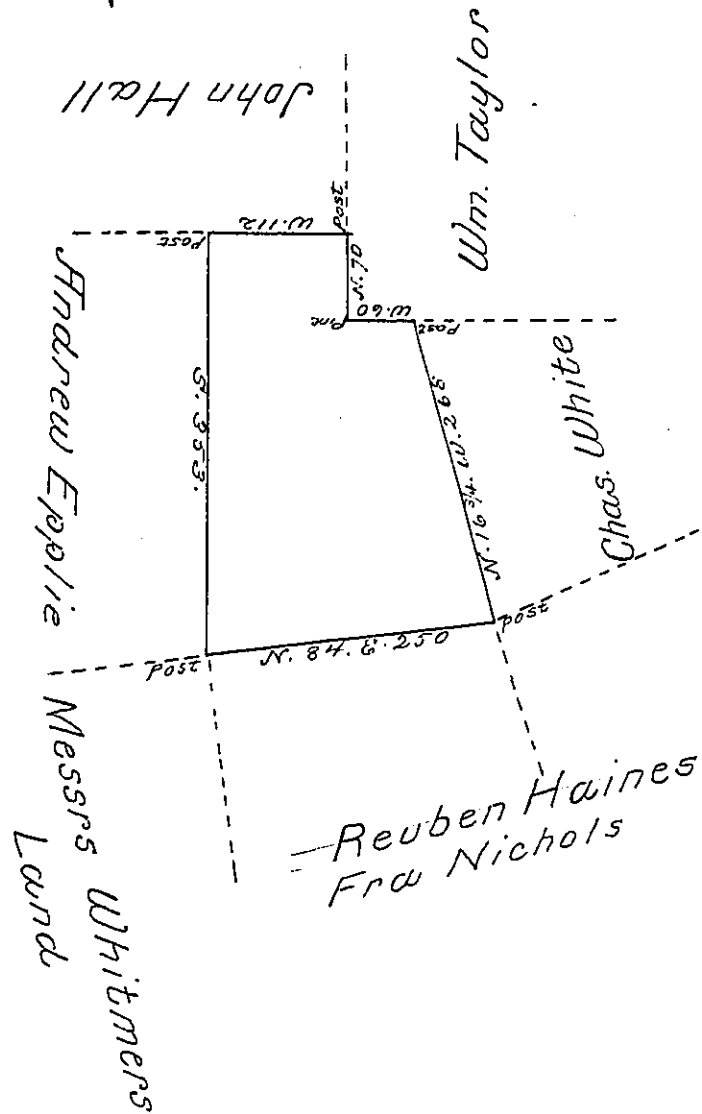 John Hall
Wm. Taylor
Post
W. 112
Post
N. 70
Pine
W. 60
Post
Andrew Epplie
S. 353.
N. 16 3/4. W. 268
Chas. White
Post
N. 84. E. 250
Post
Messrs Whitmers
Land
Reuben Haines
Fra Nichols